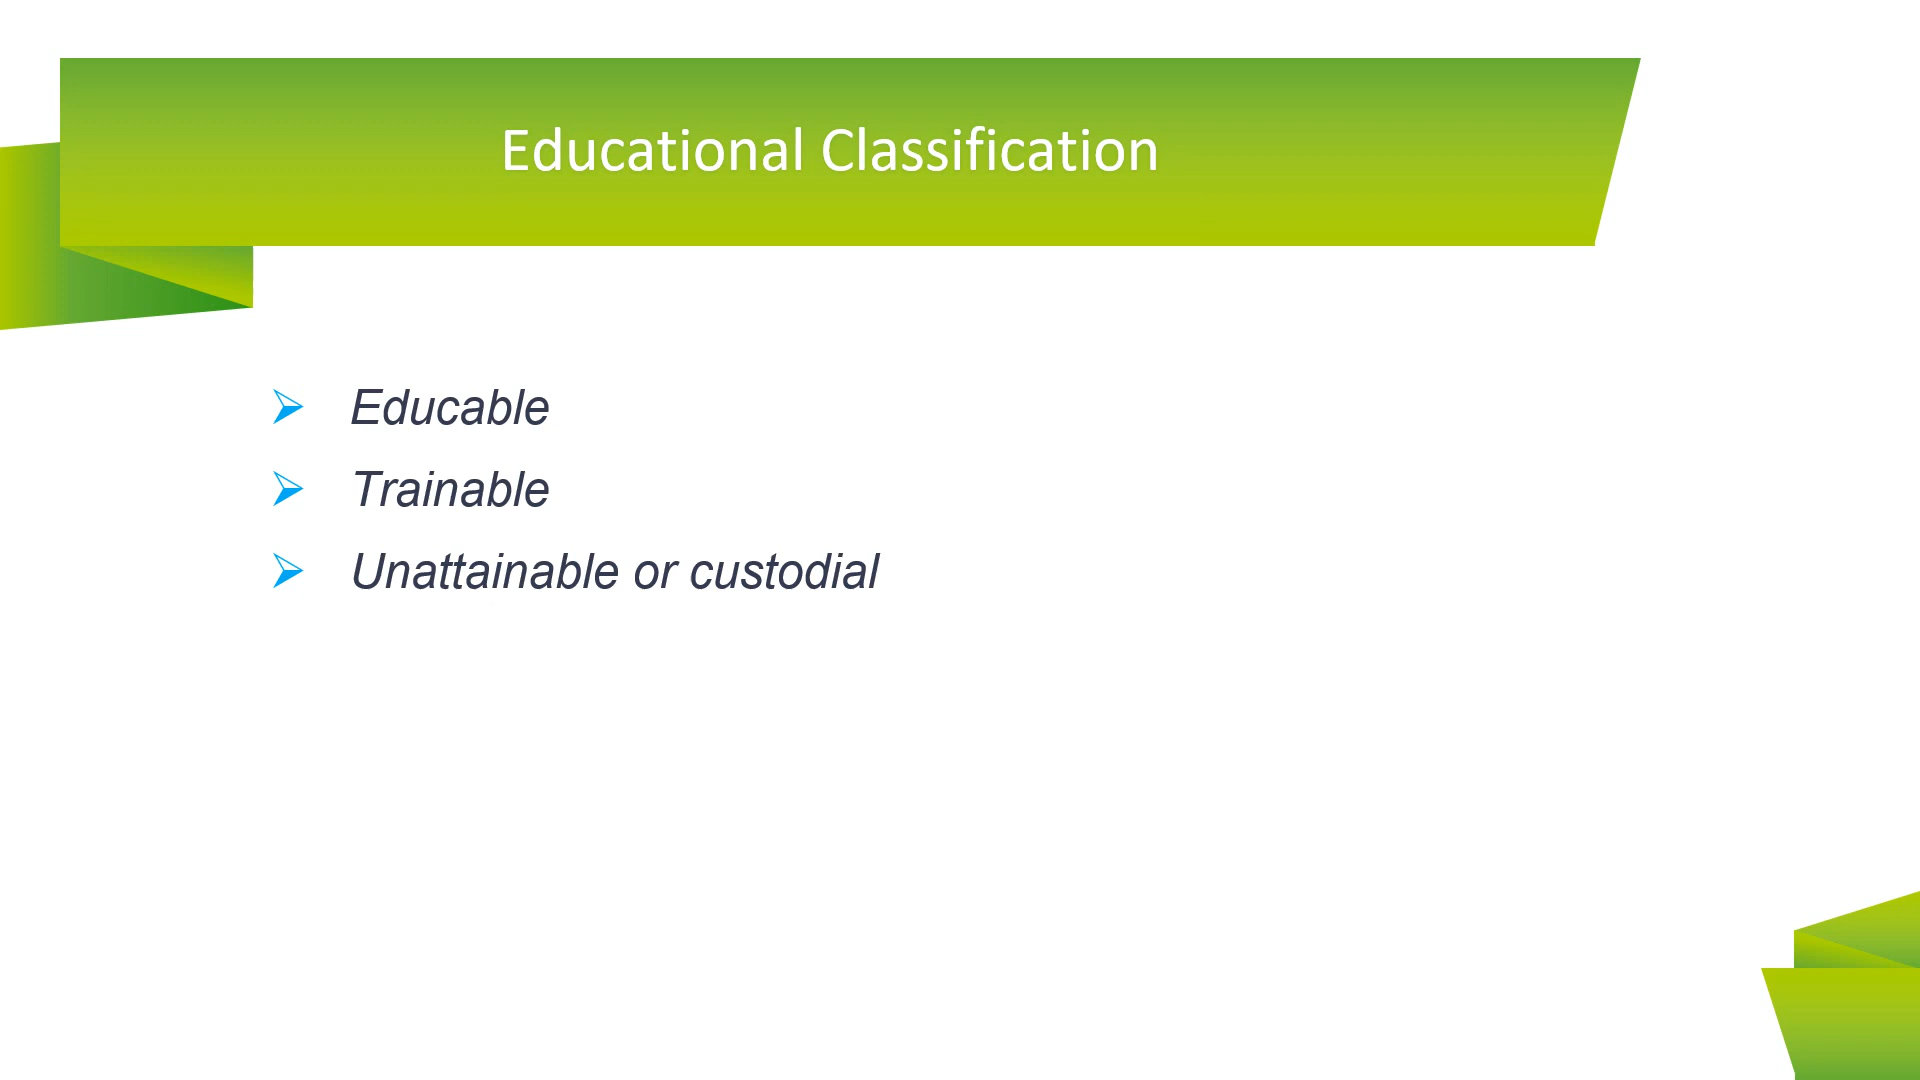 Educational Classification
Educable
Trainable
Unattainable or custodial